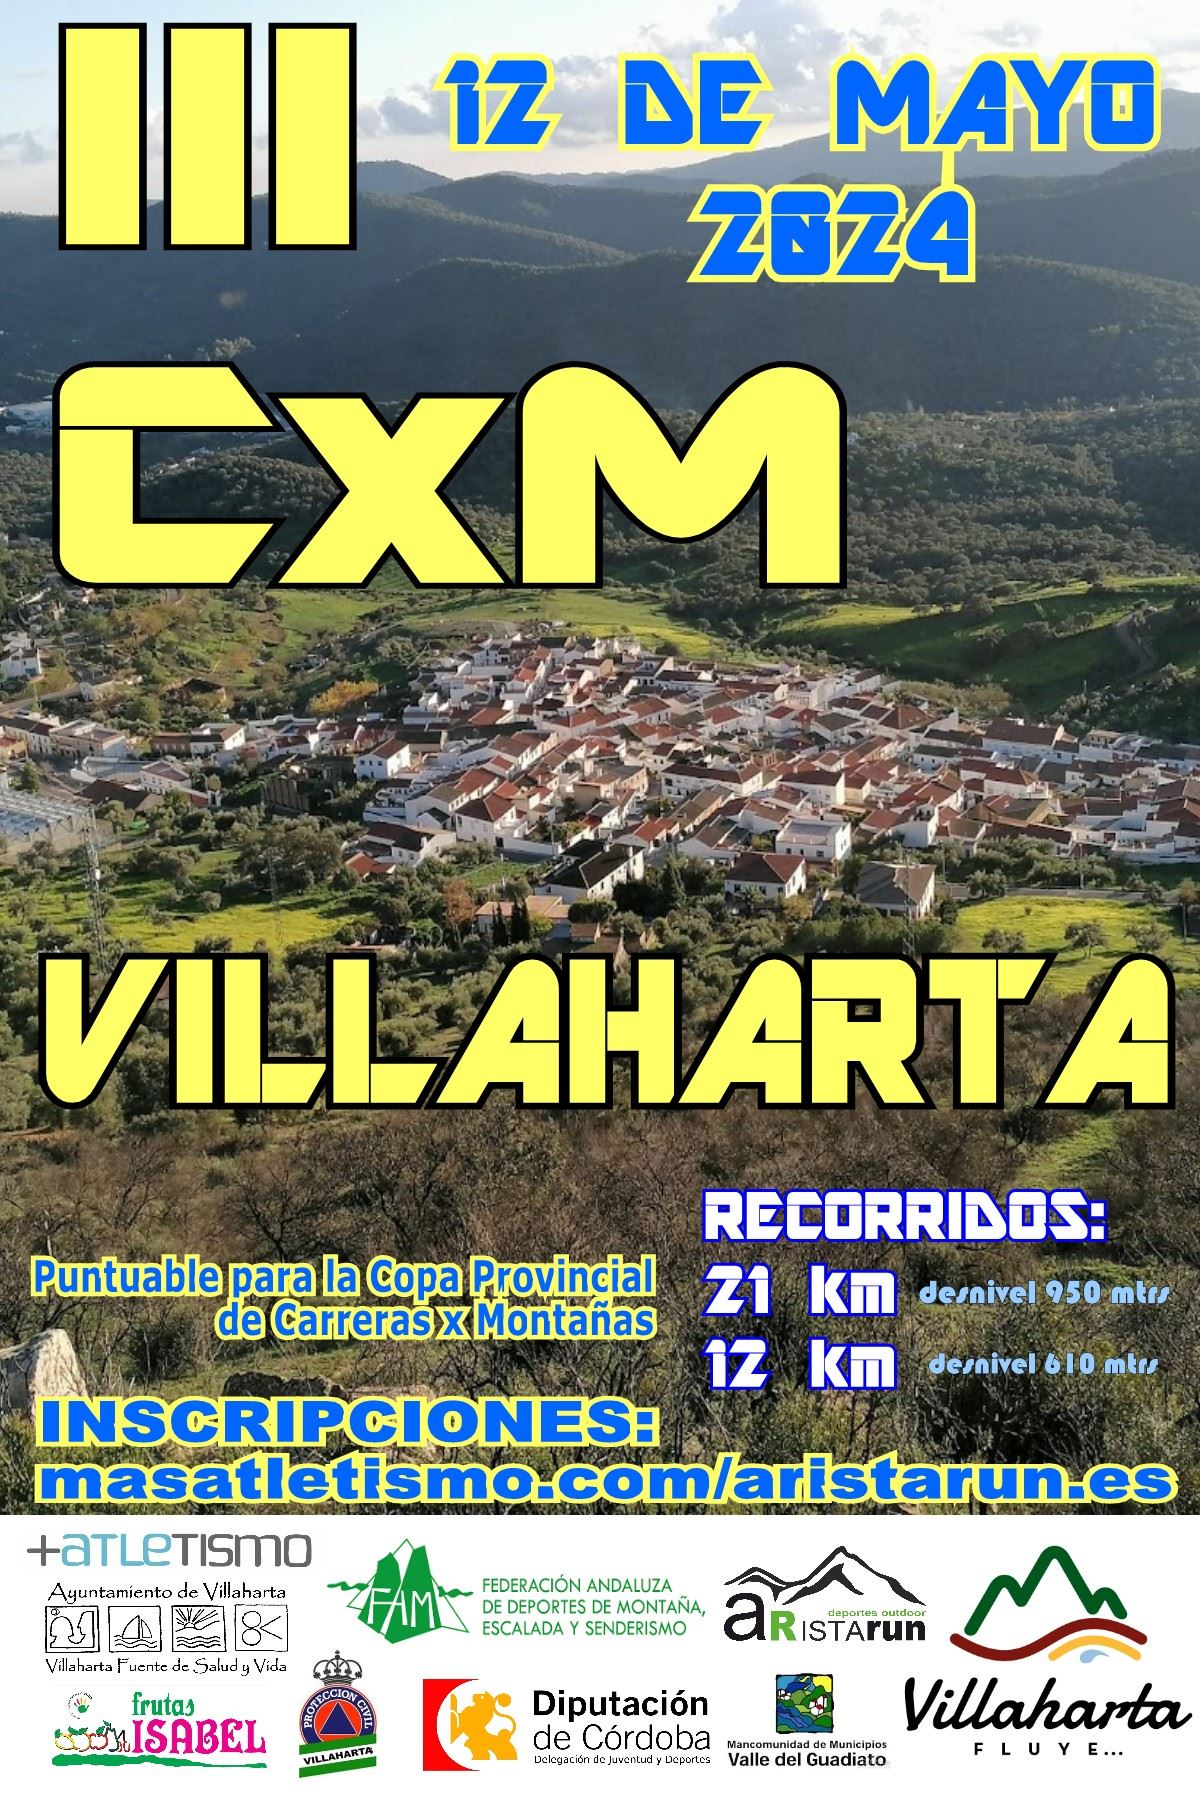 III
12 DE MAYO
2024
CxM
VILLAHARTA
RECORRIDOS:
21 km desnivel 950 mtrs
12 km desnivel 610 mtrs
Puntuable para la Copa Provincial
de Carreras x Montañas
INSCRIPCIONES:
masatletismo.com/aristarun.es
+ATLETISMO
Ayuntamiento de Villaharta
Villaharta Fuente de Salud y Vida
FAM
FEDERACIÓN ANDALUZA
DE DEPORTES DE MONTAÑA,
ESCALADA Y SENDERISMO
deportes outdoor
aRISTArun
Villaharta
FLUYE...
frutas
ISABEL
PROTECCION CIVIL
VILLAHARTA
Diputación
de Córdoba
Delegación de Juventud y Deportes
Mancomunidad de Municipios
Valle del Guadiato